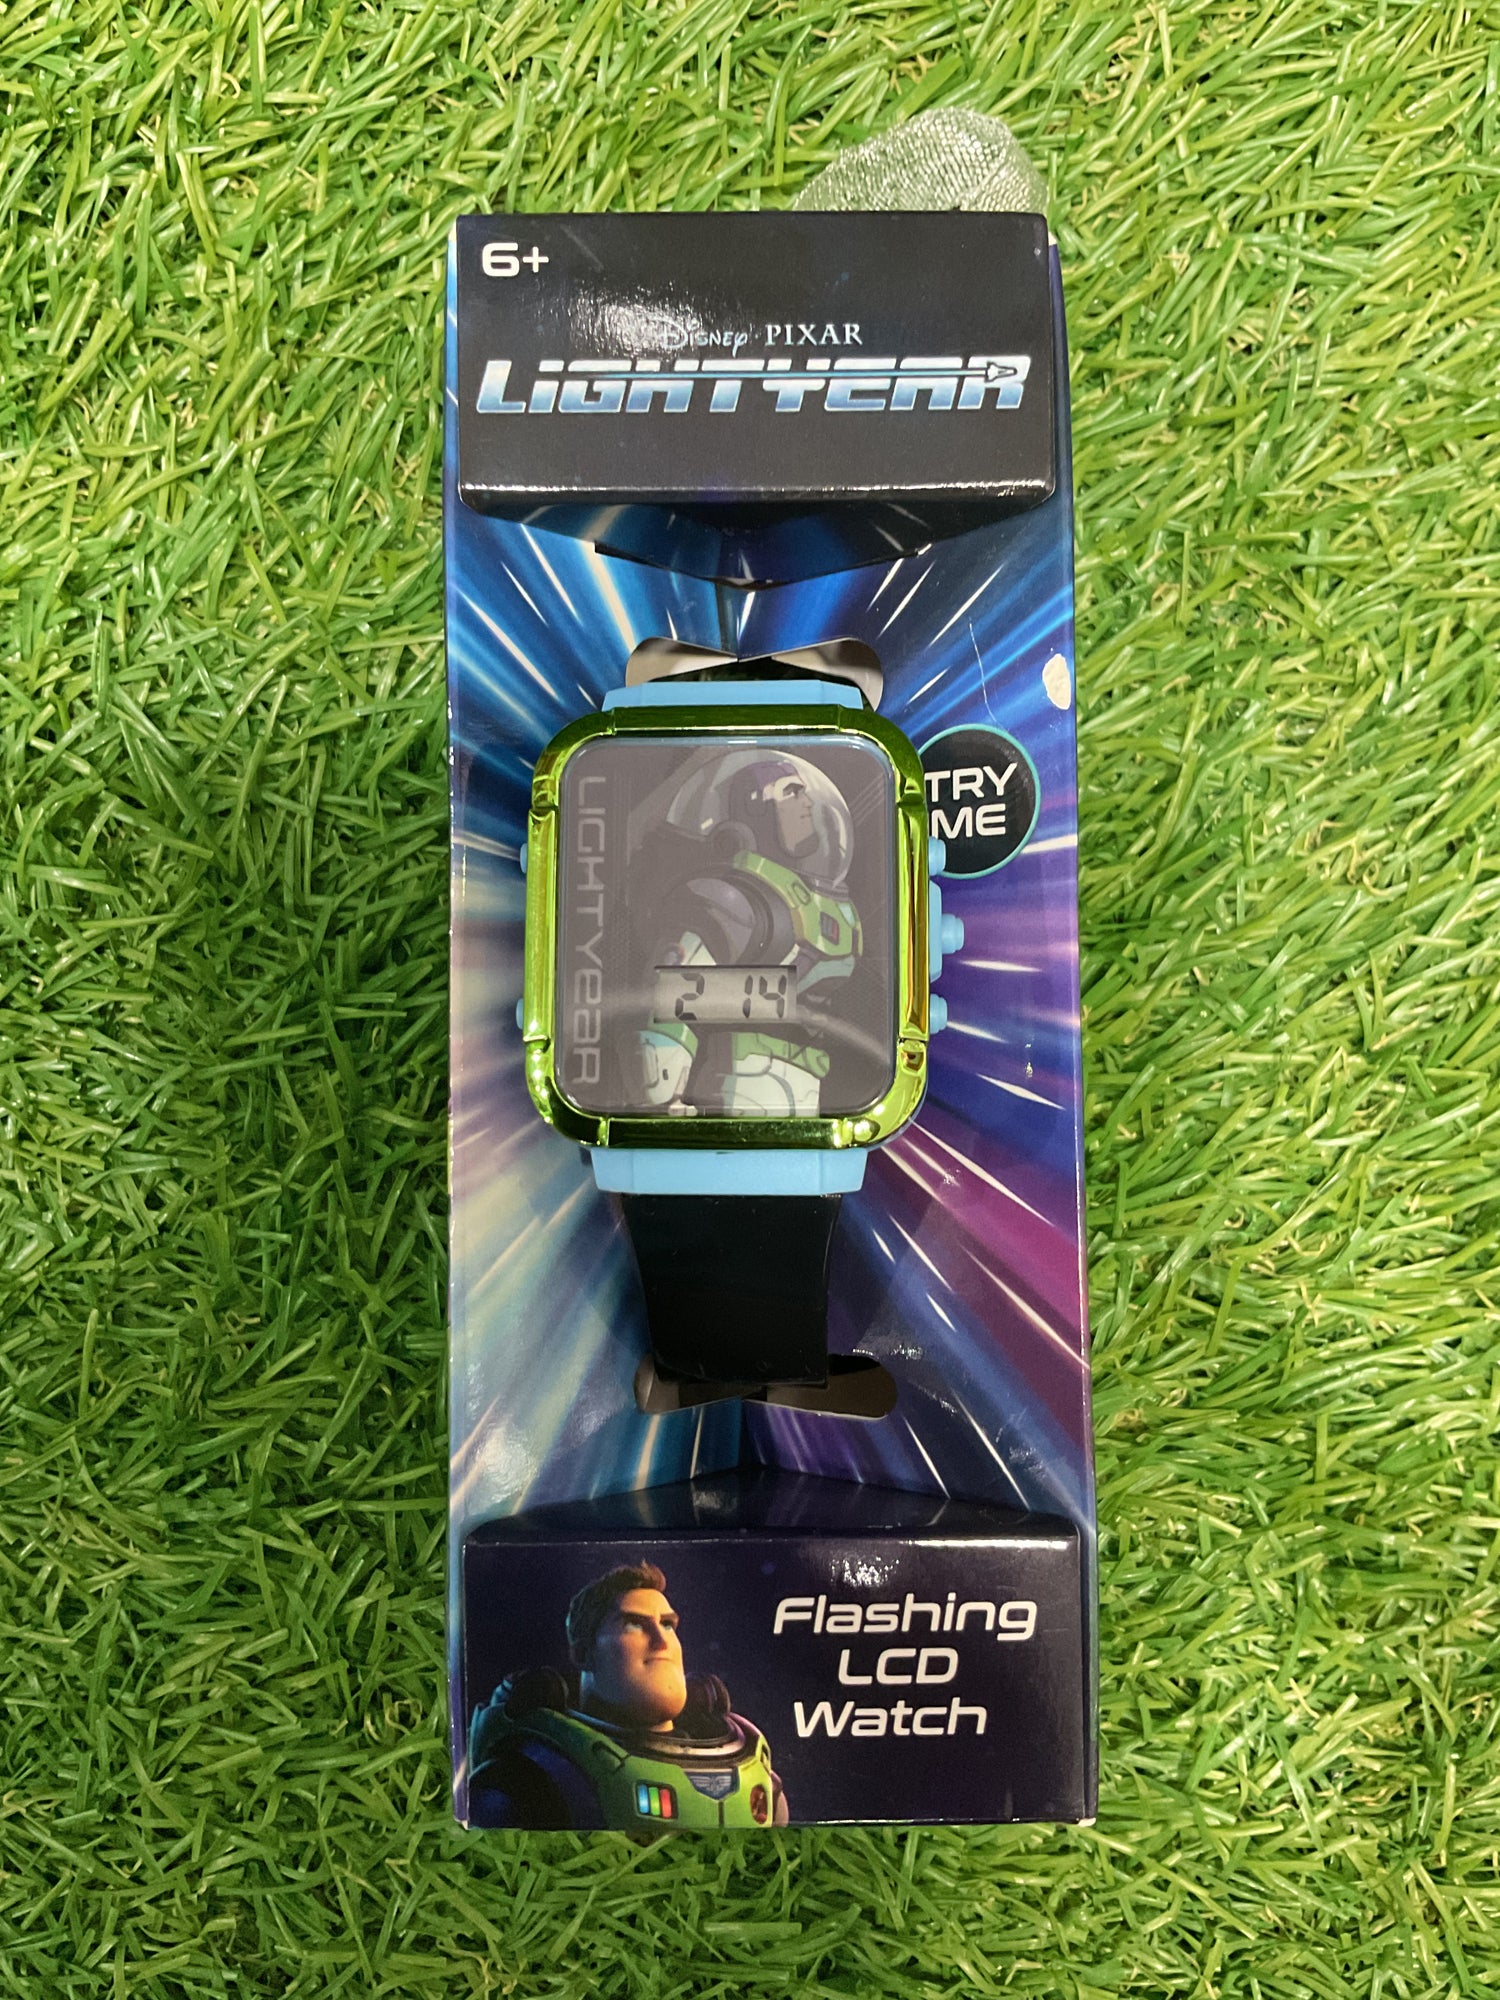 6+
Disney PIXAR
LIGHTYEAR
TRY
ME
LIGHTYEAR
2 14
Flashing
LCD
Watch